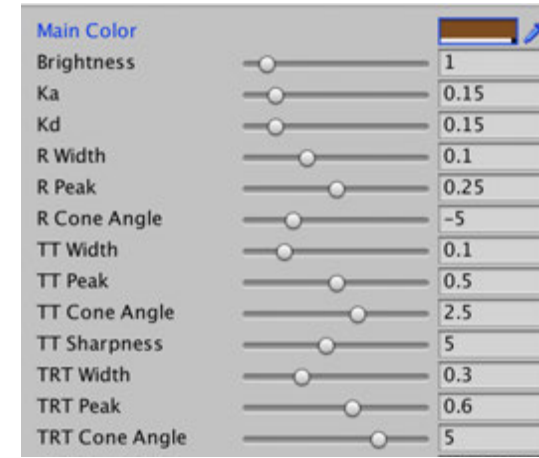 Main Color
Brightness 1
Ka 0.15
Kd 0.15
R Width 0.1
R Peak 0.25
R Cone Angle -5
TT Width 0.1
TT Peak 0.5
TT Cone Angle 2.5
TT Sharpness 5
TRT Width 0.3
TRT Peak 0.6
TRT Cone Angle 5